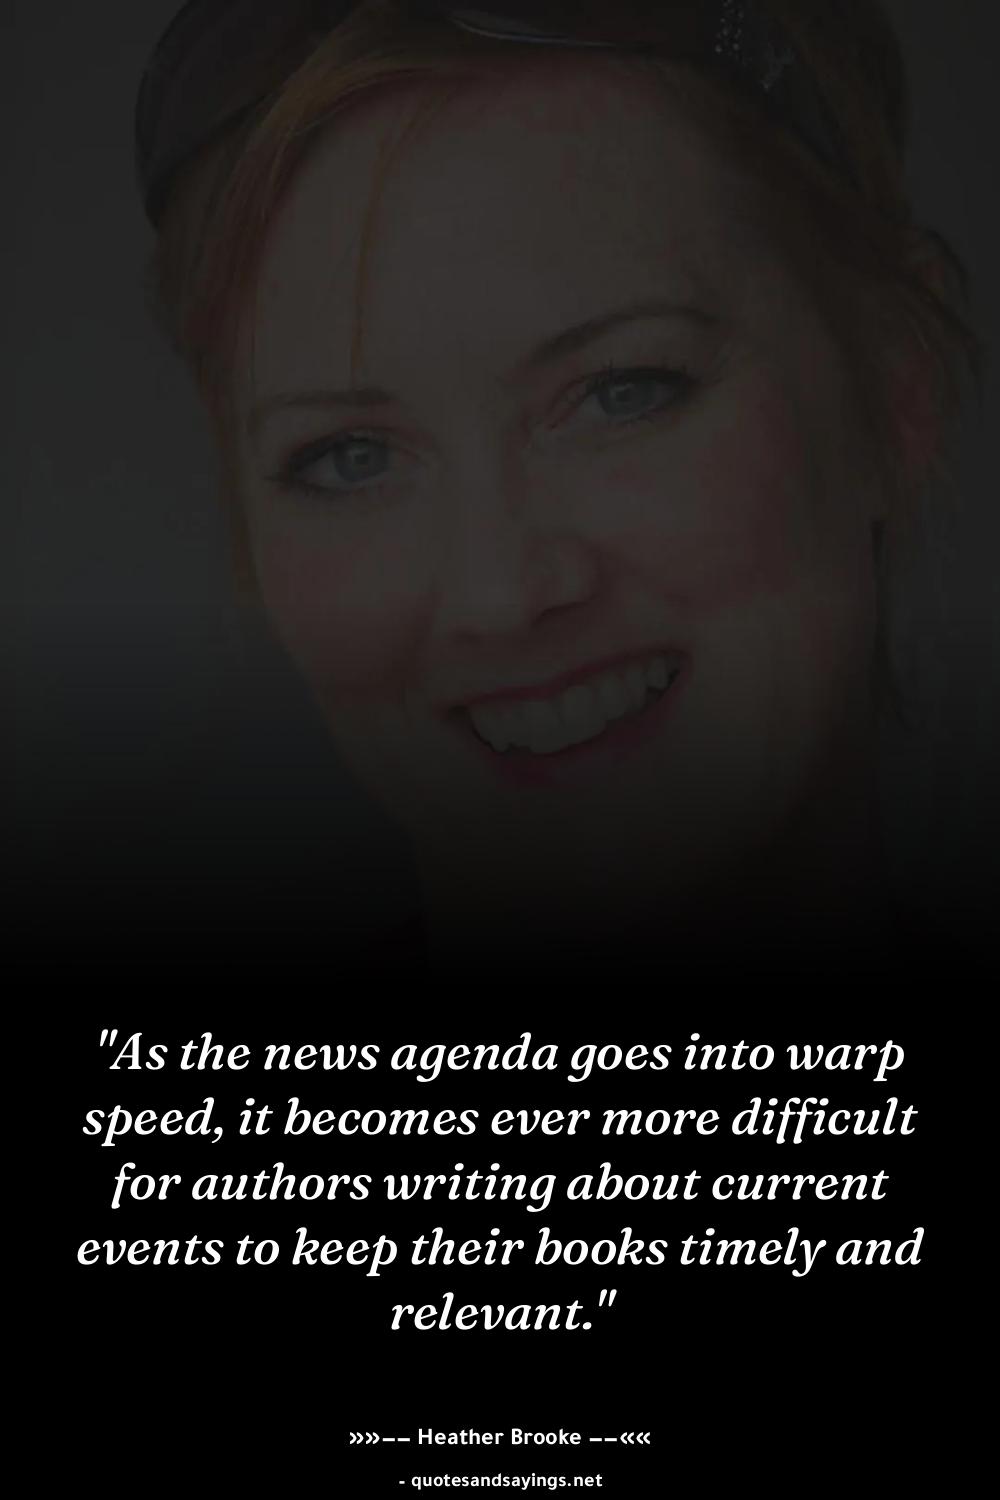 "As the news agenda goes into warp
speed, it becomes ever more difficult
for authors writing about current
events to keep their books timely and
relevant."
»»−− Heather Brooke −−««
- quotesandsayings.net